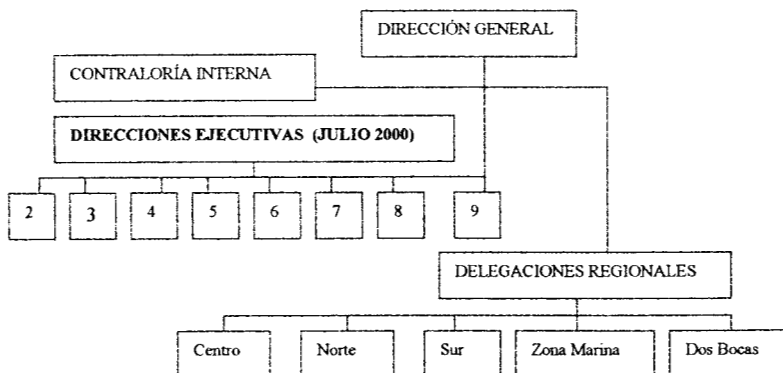 DIRECCIÓN GENERAL
CONTRALORÍA INTERNA
DIRECCIONES EJECUTIVAS (JULIO 2000)
2 3 4 5 6 7 8 9
DELEGACIONES REGIONALES
Centro Norte Sur Zona Marina Dos Bocas